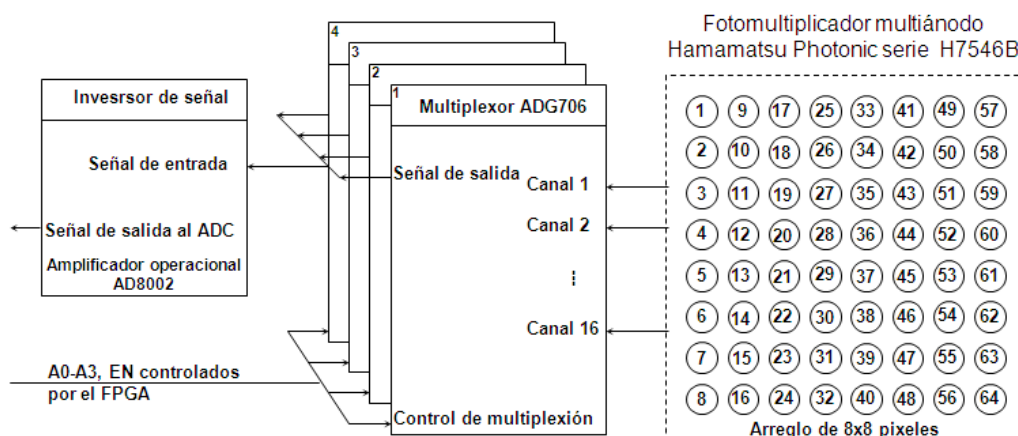 Fotomultiplicador multiánodo
Hamamatsu Photonic serie H7546B
4
3
2
1
Multiplexor ADG706
Señal de salida
Canal 1
Canal 2
Canal 16
Control de multiplexión
Invesrsor de señal
Señal de entrada
Señal de salida al ADC
Amplificador operacional
AD8002
A0-A3, EN controlados
por el FPGA
1 9 17 25 33 41 49 57
2 10 18 26 34 42 50 58
3 11 19 27 35 43 51 59
4 12 20 28 36 44 52 60
5 13 21 29 37 45 53 61
6 14 22 30 38 46 54 62
7 15 23 31 39 47 55 63
8 16 24 32 40 48 56 64
Arreglo de 8x8 pixeles